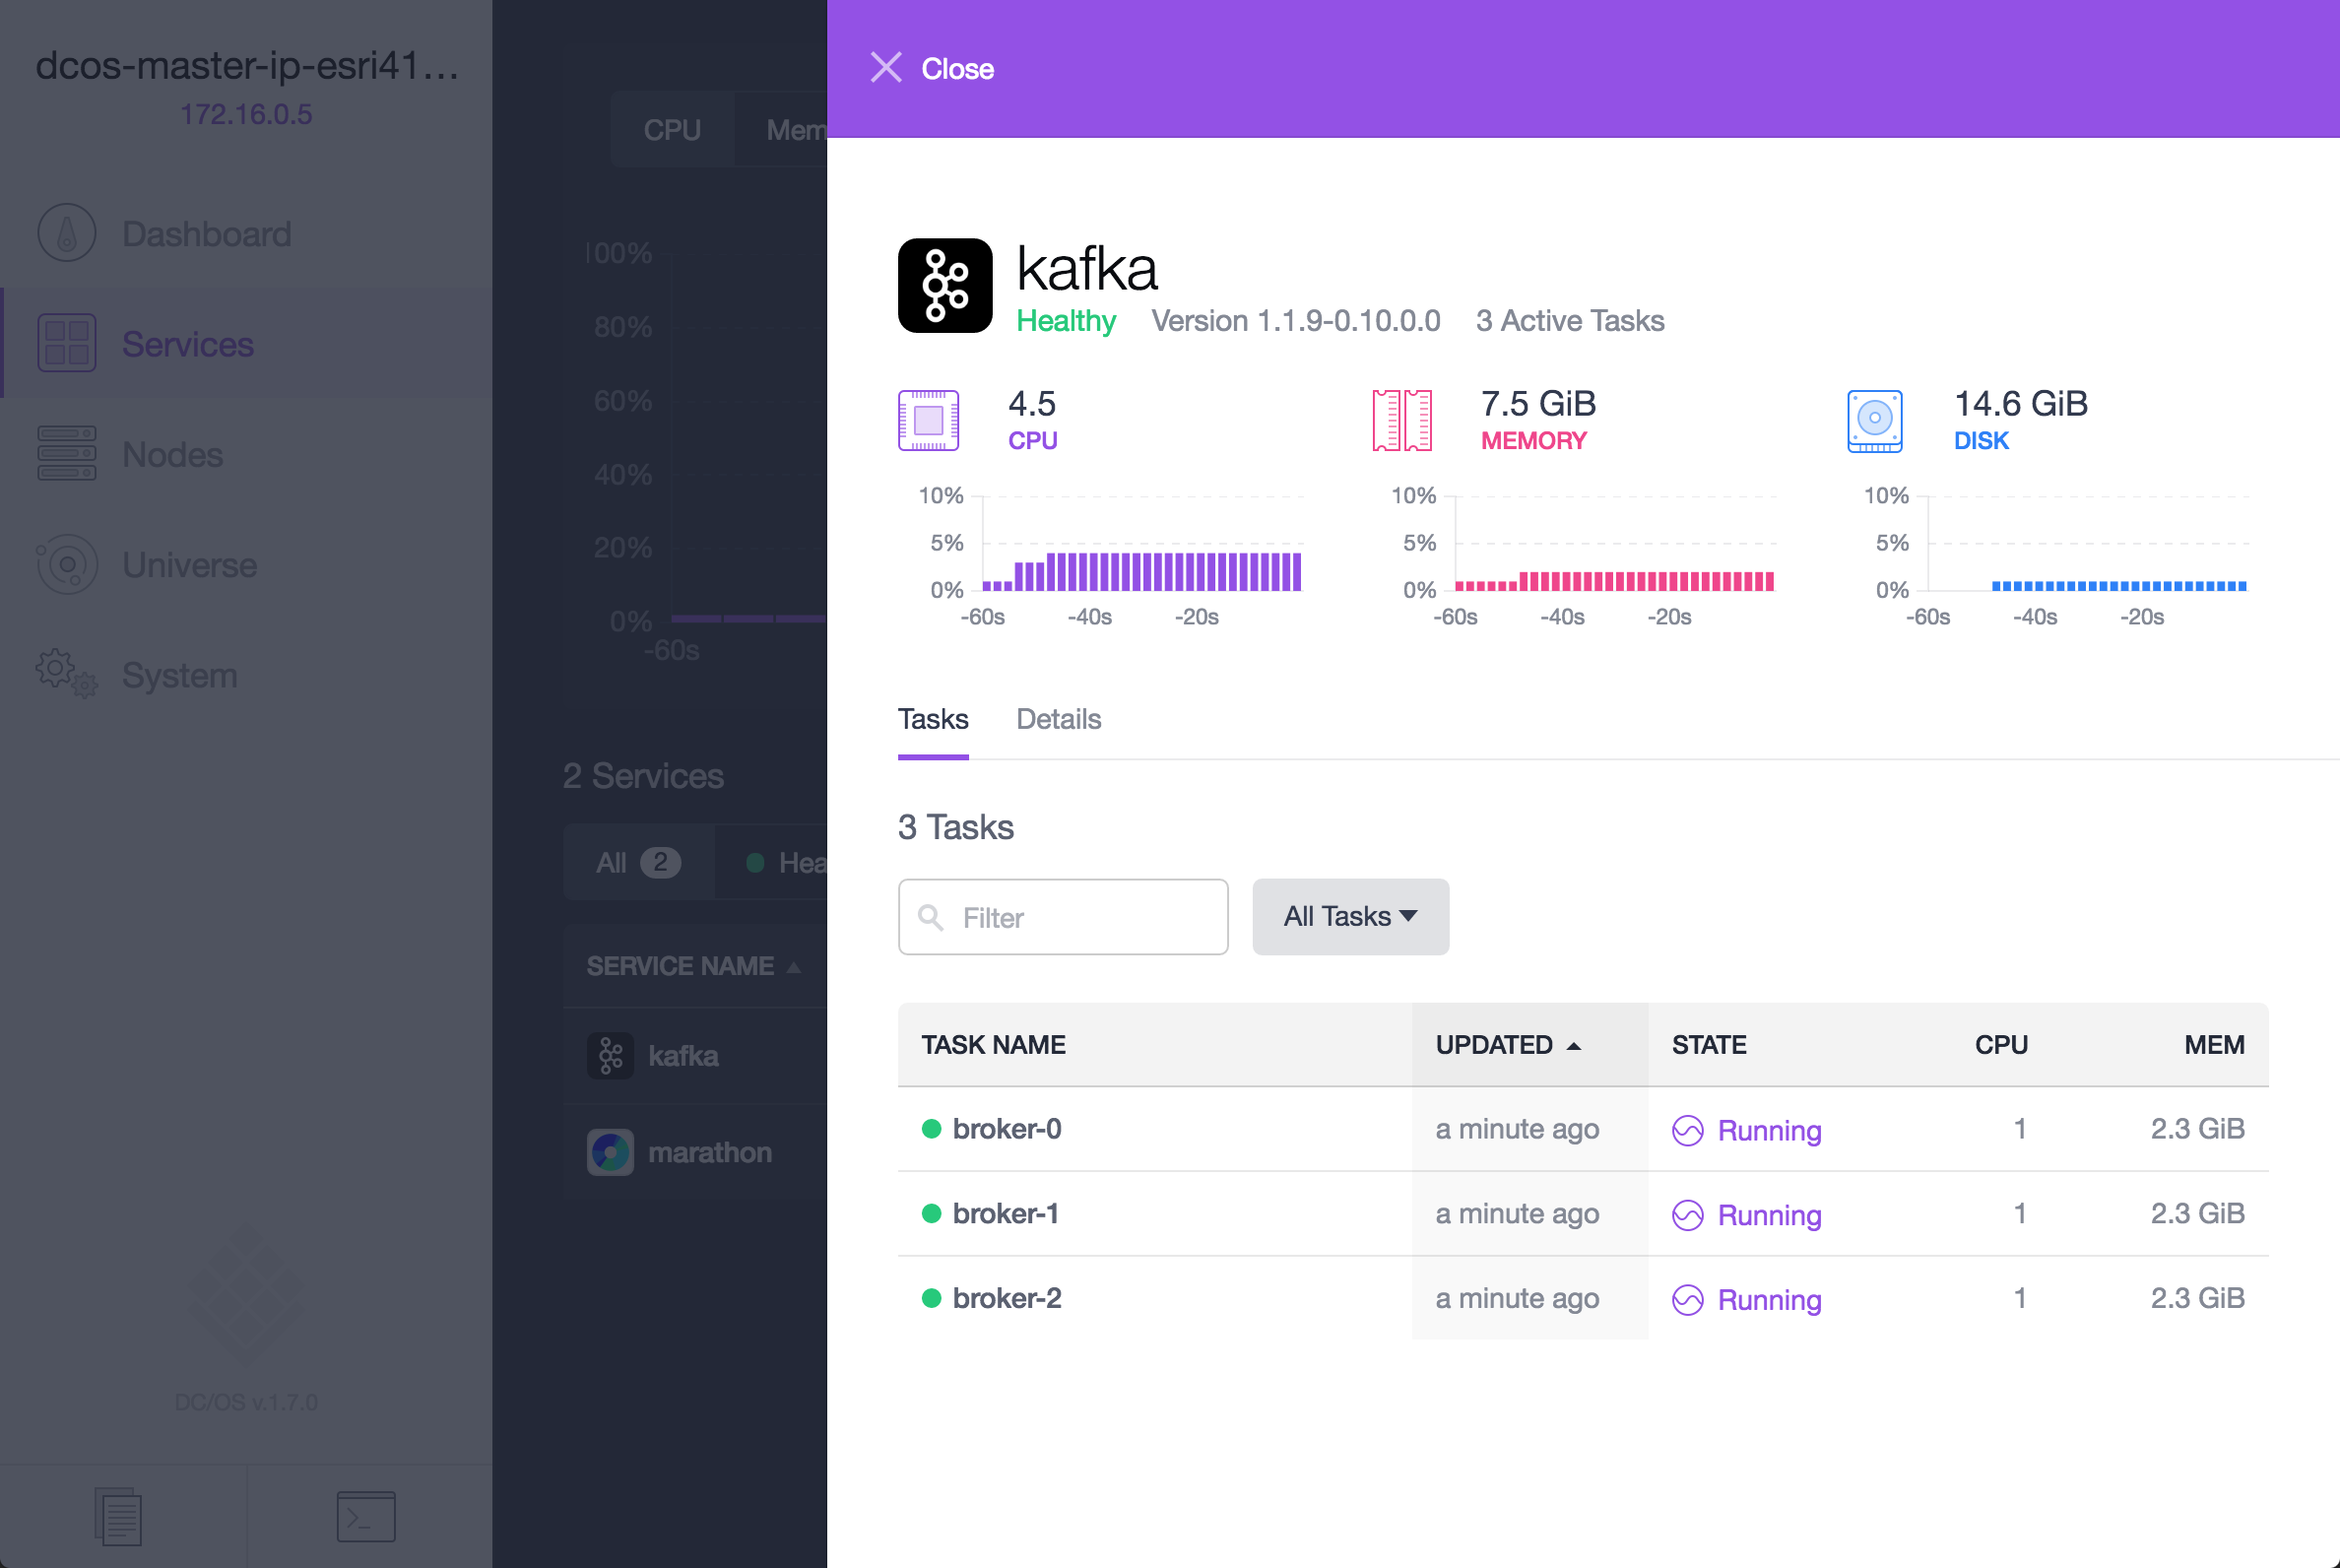 dcos-master-ip-esri41...
172.16.0.5
Dashboard
Services
Nodes
Universe
System
DC/OS v.1.7.0
CPU Mem
100%
80%
60%
40%
20%
0%
-60s
2 Services
All 2 Hea
SERVICE NAME
kafka
marathon
Close
kafka
Healthy Version 1.1.9-0.10.0.0 3 Active Tasks
4.5
CPU
10%
5%
0%
-60s -40s -20s
7.5 GiB
MEMORY
10%
5%
0%
-60s -40s -20s
14.6 GiB
DISK
10%
5%
0%
-60s -40s -20s
Tasks Details
3 Tasks
Filter All Tasks
TASK NAME UPDATED STATE CPU MEM
broker-0 a minute ago Running 1 2.3 GiB
broker-1 a minute ago Running 1 2.3 GiB
broker-2 a minute ago Running 1 2.3 GiB